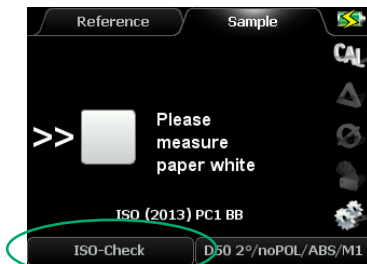 Reference Sample
CAL
>> Please
measure
paper white
ISO (2013) PC1 BB
ISO-Check D50 2°/noPOL/ABS/M1